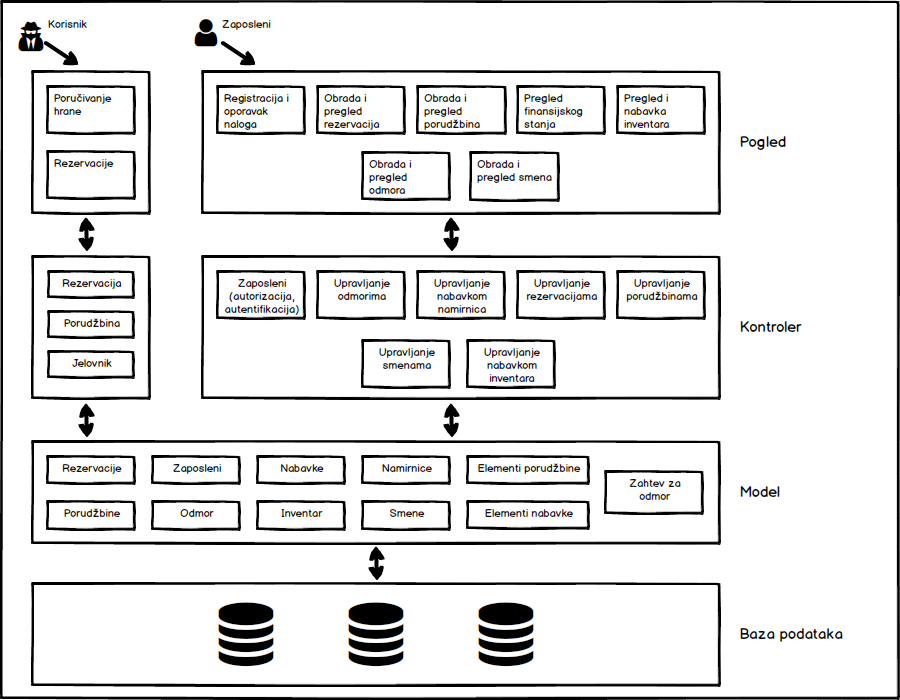 Korisnik
Zaposleni
Poručivanje
hrane
Rezervacije
Registracija i
oporavak
naloga
Obrada i
pregled
rezervacija
Obrada i
pregled
porudžbina
Pregled
finansijskog
stanja
Pregled i
nabavka
inventara
Obrada i
pregled
odmora
Obrada i
pregled smena
Pogled
Rezervacija
Porudžbina
Jelovnik
Zaposleni
(autorizacija,
autentifikacija)
Upravljanje
odmorima
Upravljanje
nabavkom
namirnica
Upravljanje
rezervacijama
Upravljanje
porudžbinama
Upravljanje
smenama
Upravljanje
nabavkom
inventara
Kontroler
Rezervacije
Zaposleni
Nabavke
Namirnice
Elementi porudžbine
Zahtev za
odmor
Porudžbine
Odmor
Inventar
Smene
Elementi nabavke
Model
Baza podataka